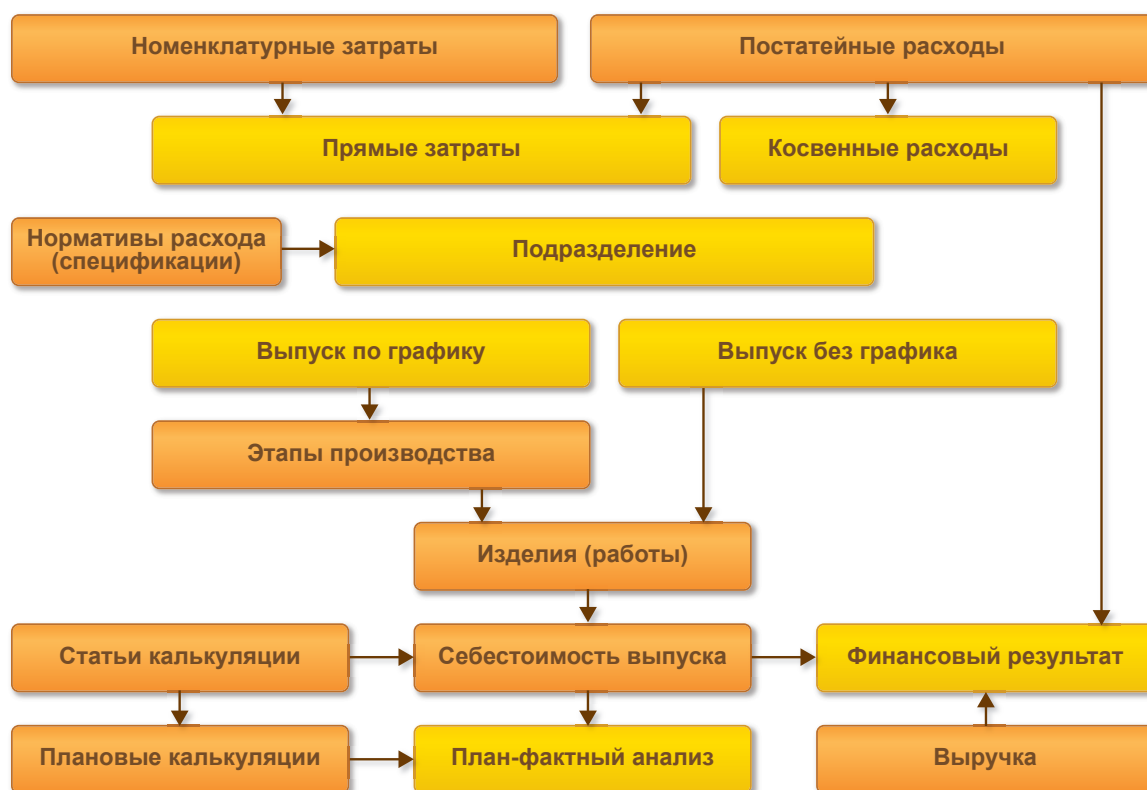 Номенклатурные затраты
Постатейные расходы
Прямые затраты
Косвенные расходы
Нормативы расхода
(спецификации)
Подразделение
Выпуск по графику
Выпуск без графика
Этапы производства
Изделия (работы)
Статьи калькуляции
Себестоимость выпуска
Финансовый результат
Плановые калькуляции
План-фактный анализ
Выручка